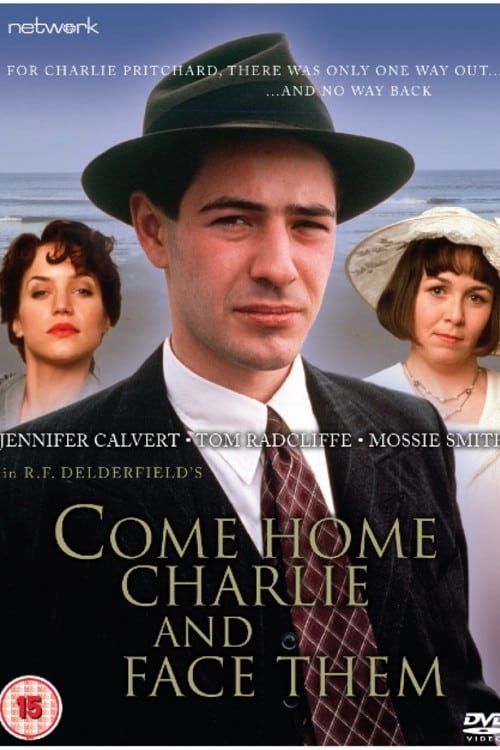 network
FOR CHARLIE PRITCHARD, THERE WAS ONLY ONE WAY OUT...
...AND NO WAY BACK
JENNIFER CALVERT · TOM RADCLIFFE · MOSSIE SMITH
in R.F. DELDERFIELD'S
COME HOME
CHARLIE
AND
FACE THEM
15
DVD
VIDEO